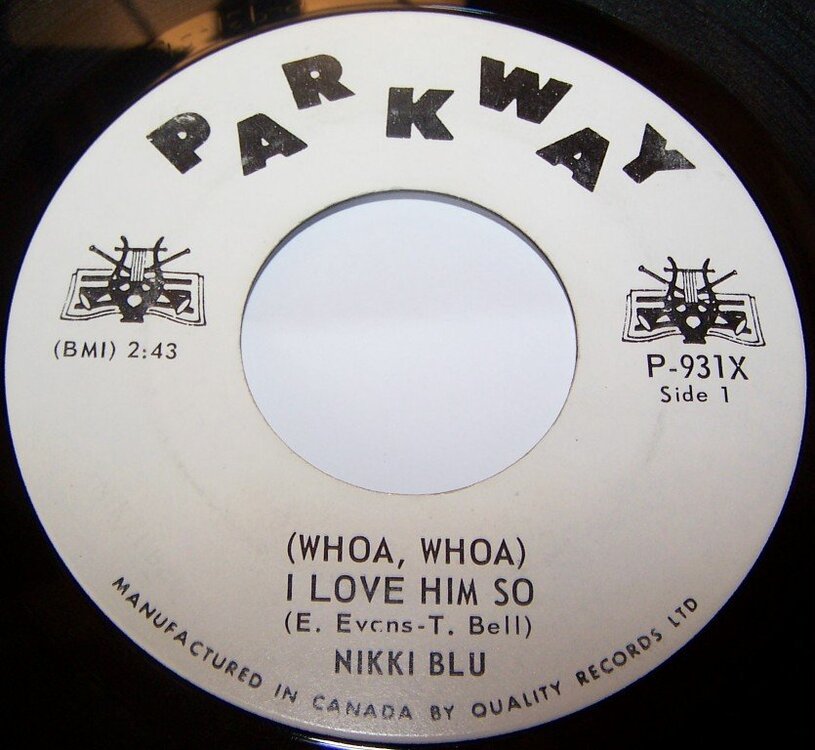 PARKWAY
(BMI) 2:43
P-931X
Side 1
(WHOA, WHOA)
I LOVE HIM SO
(E. Evens-T. Bell)
NIKKI BLU
MANUFACTURED IN CANADA BY QUALITY RECORDS LTD